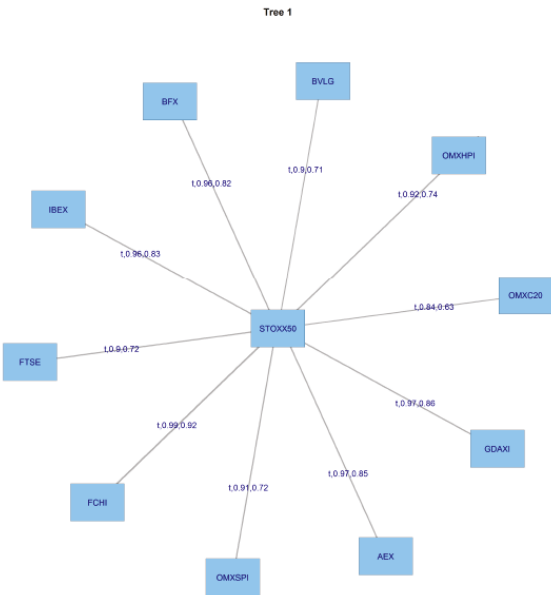 Tree 1
BVLG
BFX
OMXHPI
t,0.9,0.71
t,0.96,0.82
t,0.92,0.74
IBEX
t,0.95,0.83
OMXC20
t,0.84,0.63
STOXX50
t,0.9,0.72
FTSE
t,0.97,0.86
t,0.99,0.92
GDAXI
t,0.97,0.85
t,0.91,0.72
FCHI
AEX
OMXSPI